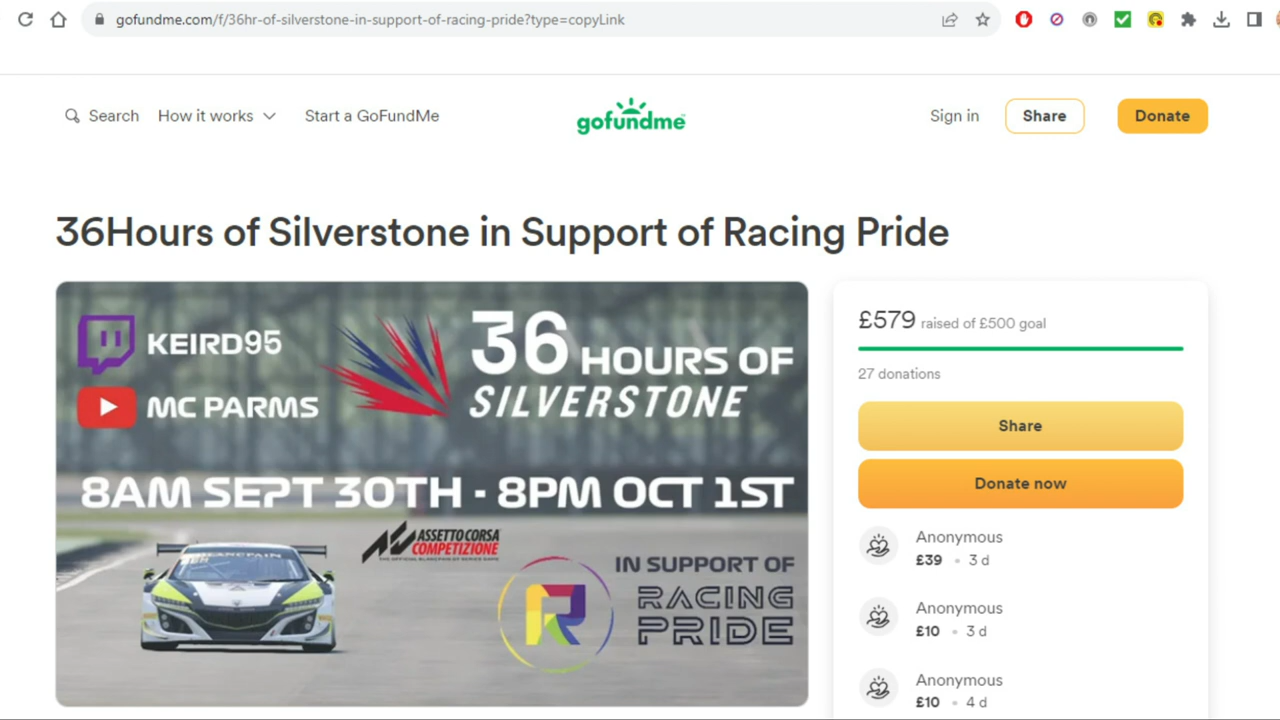 gofundme.com/f/36hr-of-silverstone-in-support-of-racing-pride?type=copyLink
Search How it works Start a GoFundMe gofundme Sign in Share Donate
36Hours of Silverstone in Support of Racing Pride
KEIRD95
MC PARMS
36 HOURS OF
SILVERSTONE
8AM SEPT 30TH - 8PM OCT 1ST
ASSETTO CORSA
COMPETIZIONE
BLANCPAIN
IN SUPPORT OF
RACING
PRIDE
£579 raised of £500 goal
27 donations
Share
Donate now
Anonymous
£39 • 3 d
Anonymous
£10 • 3 d
Anonymous
£10 • 4 d